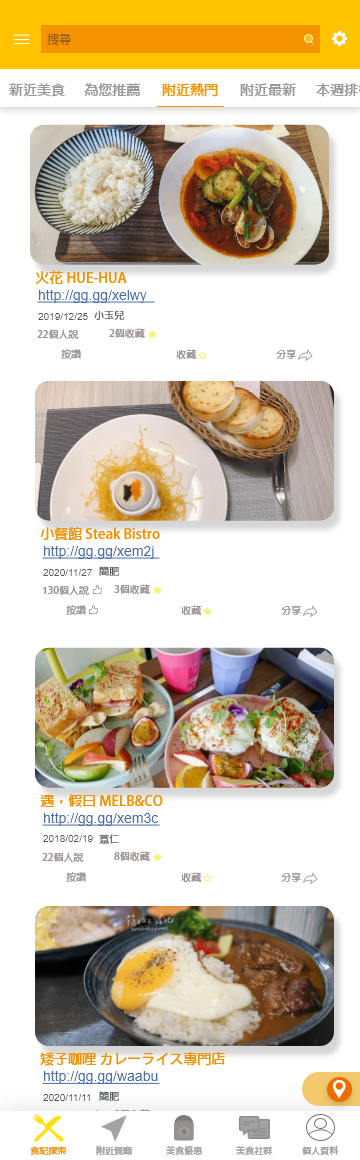 搜尋
新近美食 為您推薦 附近熱門 附近最新 本週排
火花 HUE-HUA
http://gg.gg/xelwy
2019/12/25 小玉兒
22個人說 2個收藏
按讚 收藏 分享
小餐館 Steak Bistro
http://gg.gg/xem2j
2020/11/27 閻肥
130個人說 3個收藏
按讚 收藏 分享
遇，假日 MELB&CO
http://gg.gg/xem3c
2018/02/19 薏仁
22個人說 8個收藏
按讚 收藏 分享
矮子咖哩 カレーライス專門店
http://gg.gg/waabu
2020/11/11 閻肥
食記探索 附近餐廳 美食優惠 美食社群 個人資料